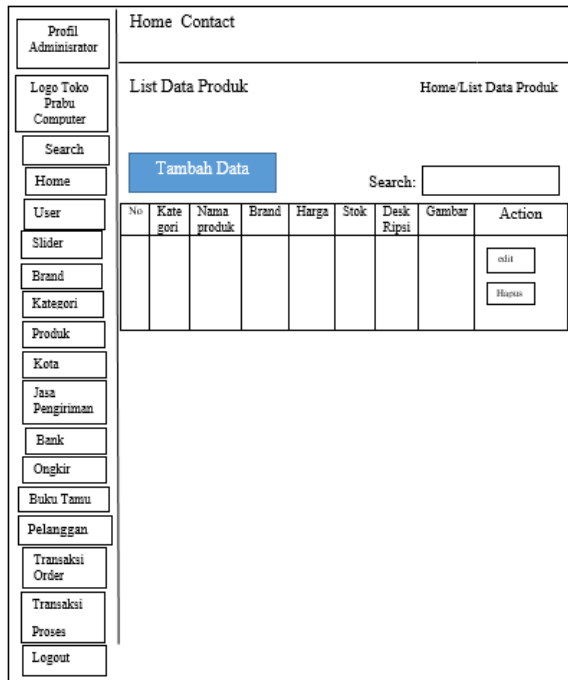 Profil
Adminisrator
Logo Toko
Prabu
Computer
Search
Home
User
Slider
Brand
Kategori
Produk
Kota
Jasa
Pengiriman
Bank
Ongkir
Buku Tamu
Pelanggan
Transaksi
Order
Transaksi
Proses
Logout
Home Contact
List Data Produk
Home/List Data Produk
Tambah Data
Search:
No
Kate
gori
Nama
produk
Brand
Harga
Stok
Desk
Ripsi
Gambar
Action
edit
Hapus